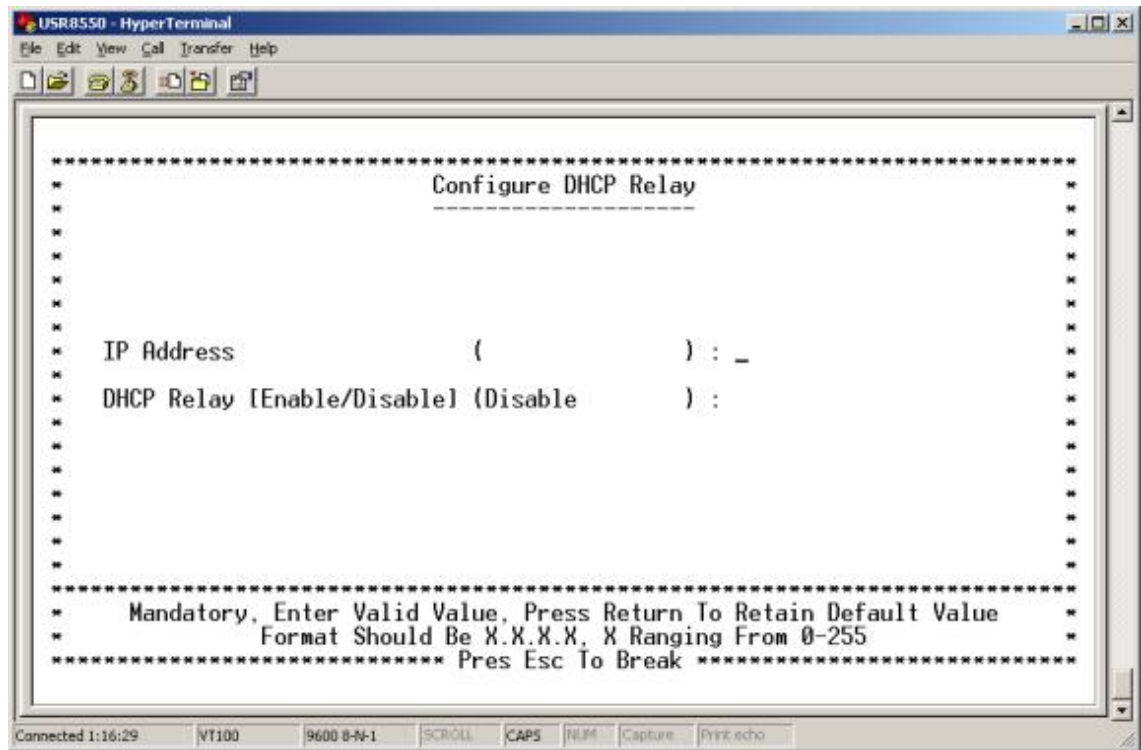 USR8550 - HyperTerminal
File Edit View Call Transfer Help
*******************************************************************************
* Configure DHCP Relay *
* -------------------- *
*
*
*
*
*
* IP Address ( ) : _ *
*
* DHCP Relay [Enable/Disable] (Disable ) : *
*
*
*
*
*
*
*
*******************************************************************************
* Mandatory, Enter Valid Value, Press Return To Retain Default Value *
* Format Should Be X.X.X.X, X Ranging From 0-255 *
****************************** Pres Esc To Break *****************************
Connected 1:16:29 VT100 9600 8-N-1 SCROLL CAPS NUM Capture Print echo